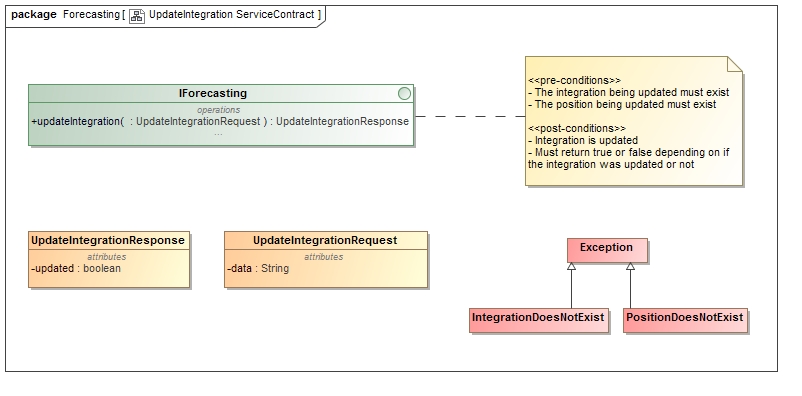 package Forecasting[ UpdateIntegration ServiceContract ]
IForecasting
operations
+updateIntegration( : UpdateIntegrationRequest ) : UpdateIntegrationResponse
...
<<pre-conditions>>
- The integration being updated must exist
- The position being updated must exist
<<post-conditions>>
- Integration is updated
- Must return true or false depending on if
the integration was updated or not
UpdateIntegrationResponse
attributes
-updated : boolean
UpdateIntegrationRequest
attributes
-data : String
Exception
IntegrationDoesNotExist
PositionDoesNotExist